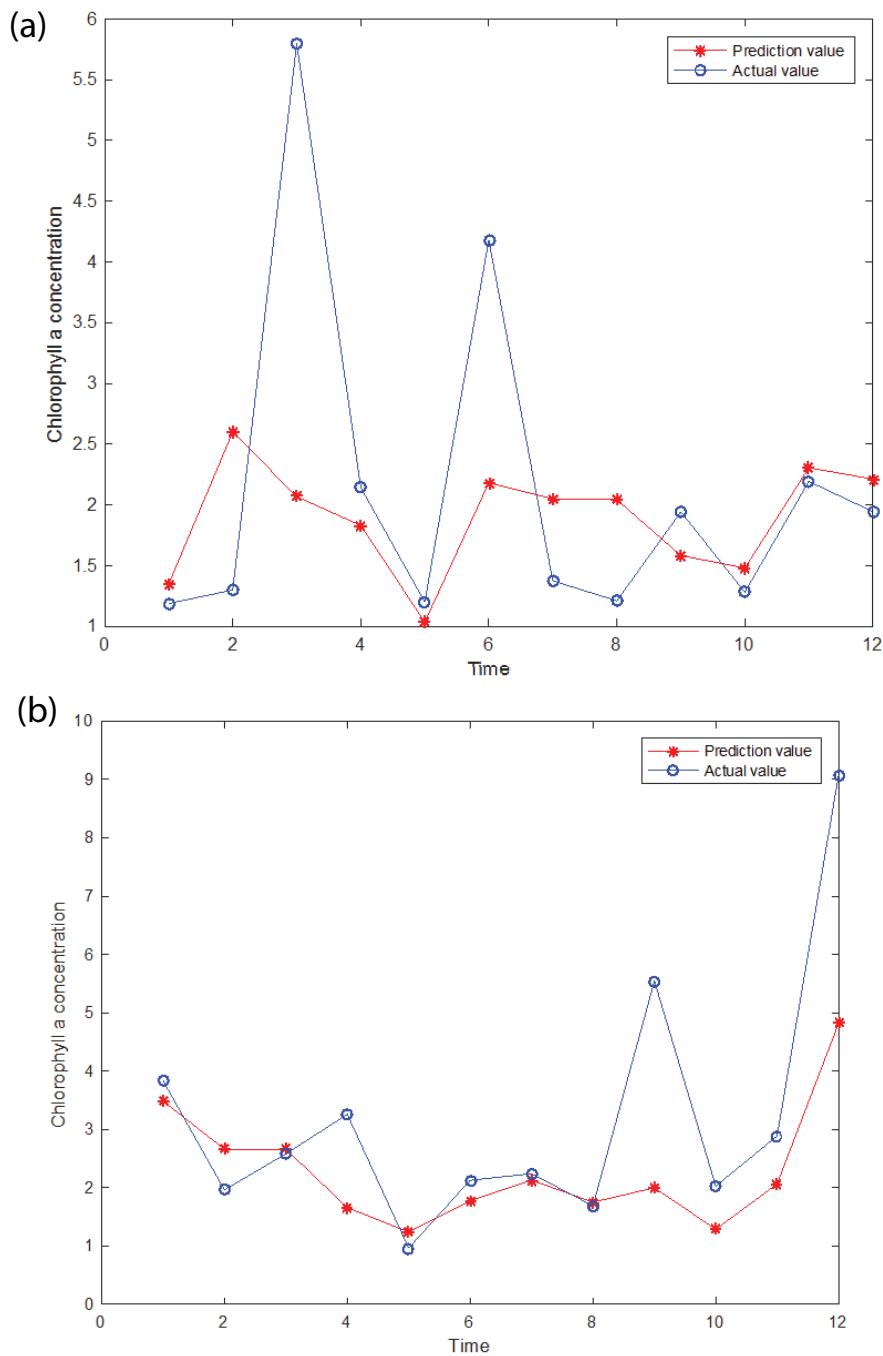 (a)
6
5.5
5
4.5
4
3.5
3
2.5
2
1.5
1
Chlorophyll a concentration
Prediction value
Actual value
0 2 4 6 8 10 12
Time
(b)
10
9
8
7
6
5
4
3
2
1
0
Chlorophyll a concentration
Prediction value
Actual value
0 2 4 6 8 10 12
Time